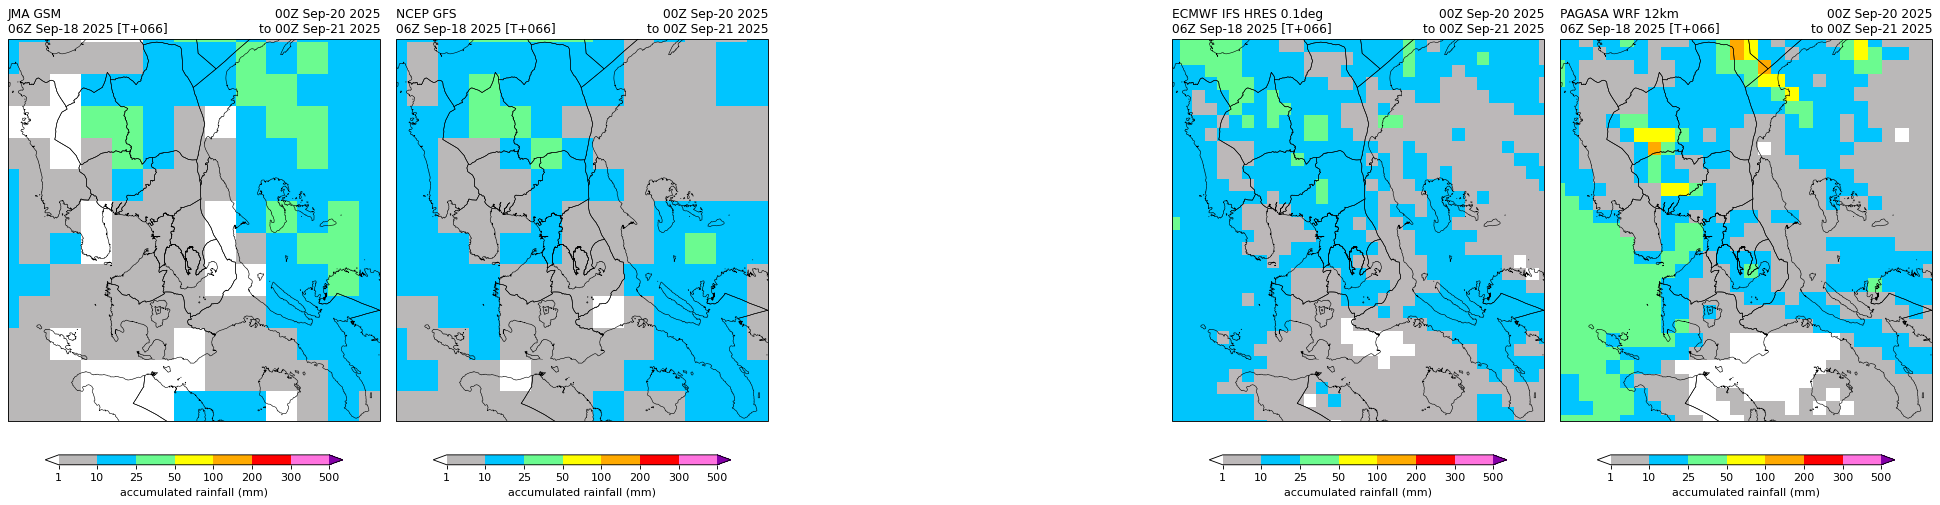 JMA GSM 00Z Sep-20 2025
06Z Sep-18 2025 [T+066] to 00Z Sep-21 2025
NCEP GFS 00Z Sep-20 2025
06Z Sep-18 2025 [T+066] to 00Z Sep-21 2025
ECMWF IFS HRES 0.1deg 00Z Sep-20 2025
06Z Sep-18 2025 [T+066] to 00Z Sep-21 2025
PAGASA WRF 12km 00Z Sep-20 2025
06Z Sep-18 2025 [T+066] to 00Z Sep-21 2025
1 10 25 50 100 200 300 500
accumulated rainfall (mm)
1 10 25 50 100 200 300 500
accumulated rainfall (mm)
1 10 25 50 100 200 300 500
accumulated rainfall (mm)
1 10 25 50 100 200 300 500
accumulated rainfall (mm)